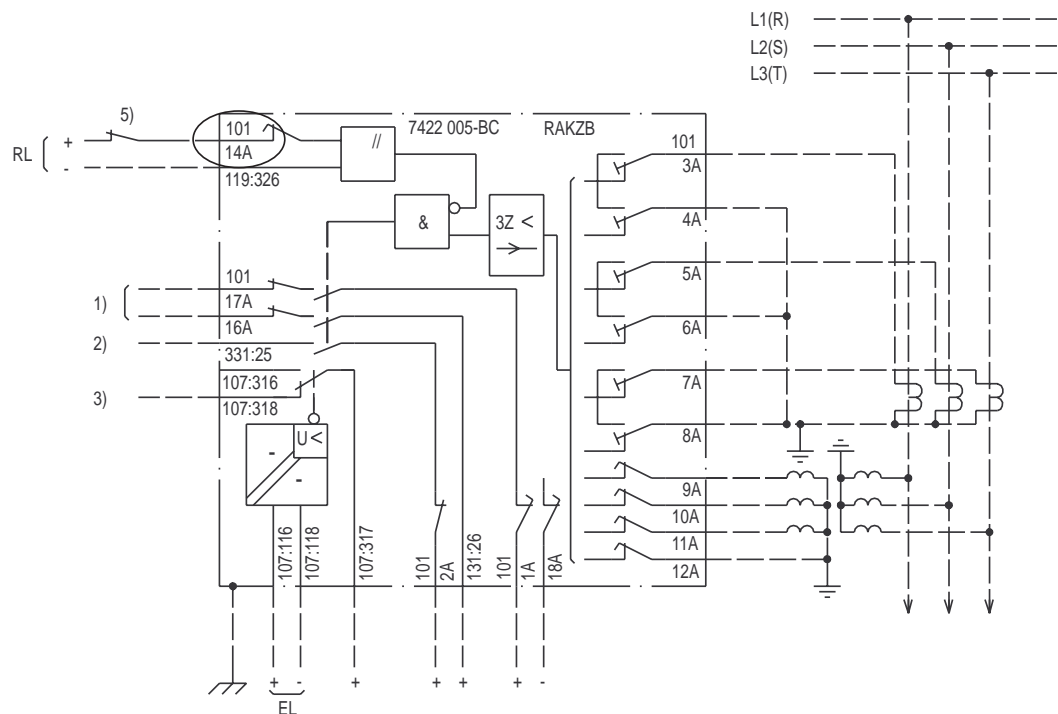 L1(R)
L2(S)
L3(T)
5)
101
7422 005-BC RAKZB
101
+
RL
-
14A
//
3A
119:326
&
3Z <
4A
101
5A
1)
17A
16A
6A
2)
331:25
107:316
7A
3)
107:318
8A
U<
-
-
9A
10A
11A
12A
107:116
107:118
107:317
101
2A
131:26
101
1A
18A
+ - + + + + -
EL